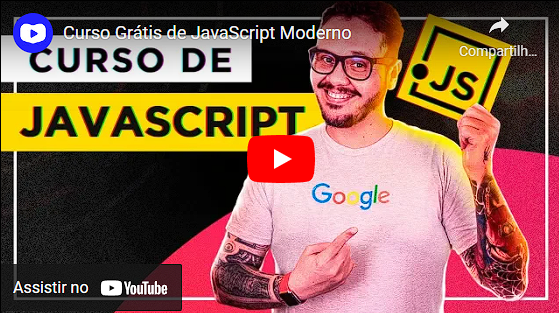 Curso Grátis de JavaScript Moderno
Compartilh...
CURSO DE
JAVASCRIPT
JS
Google
Assistir no YouTube